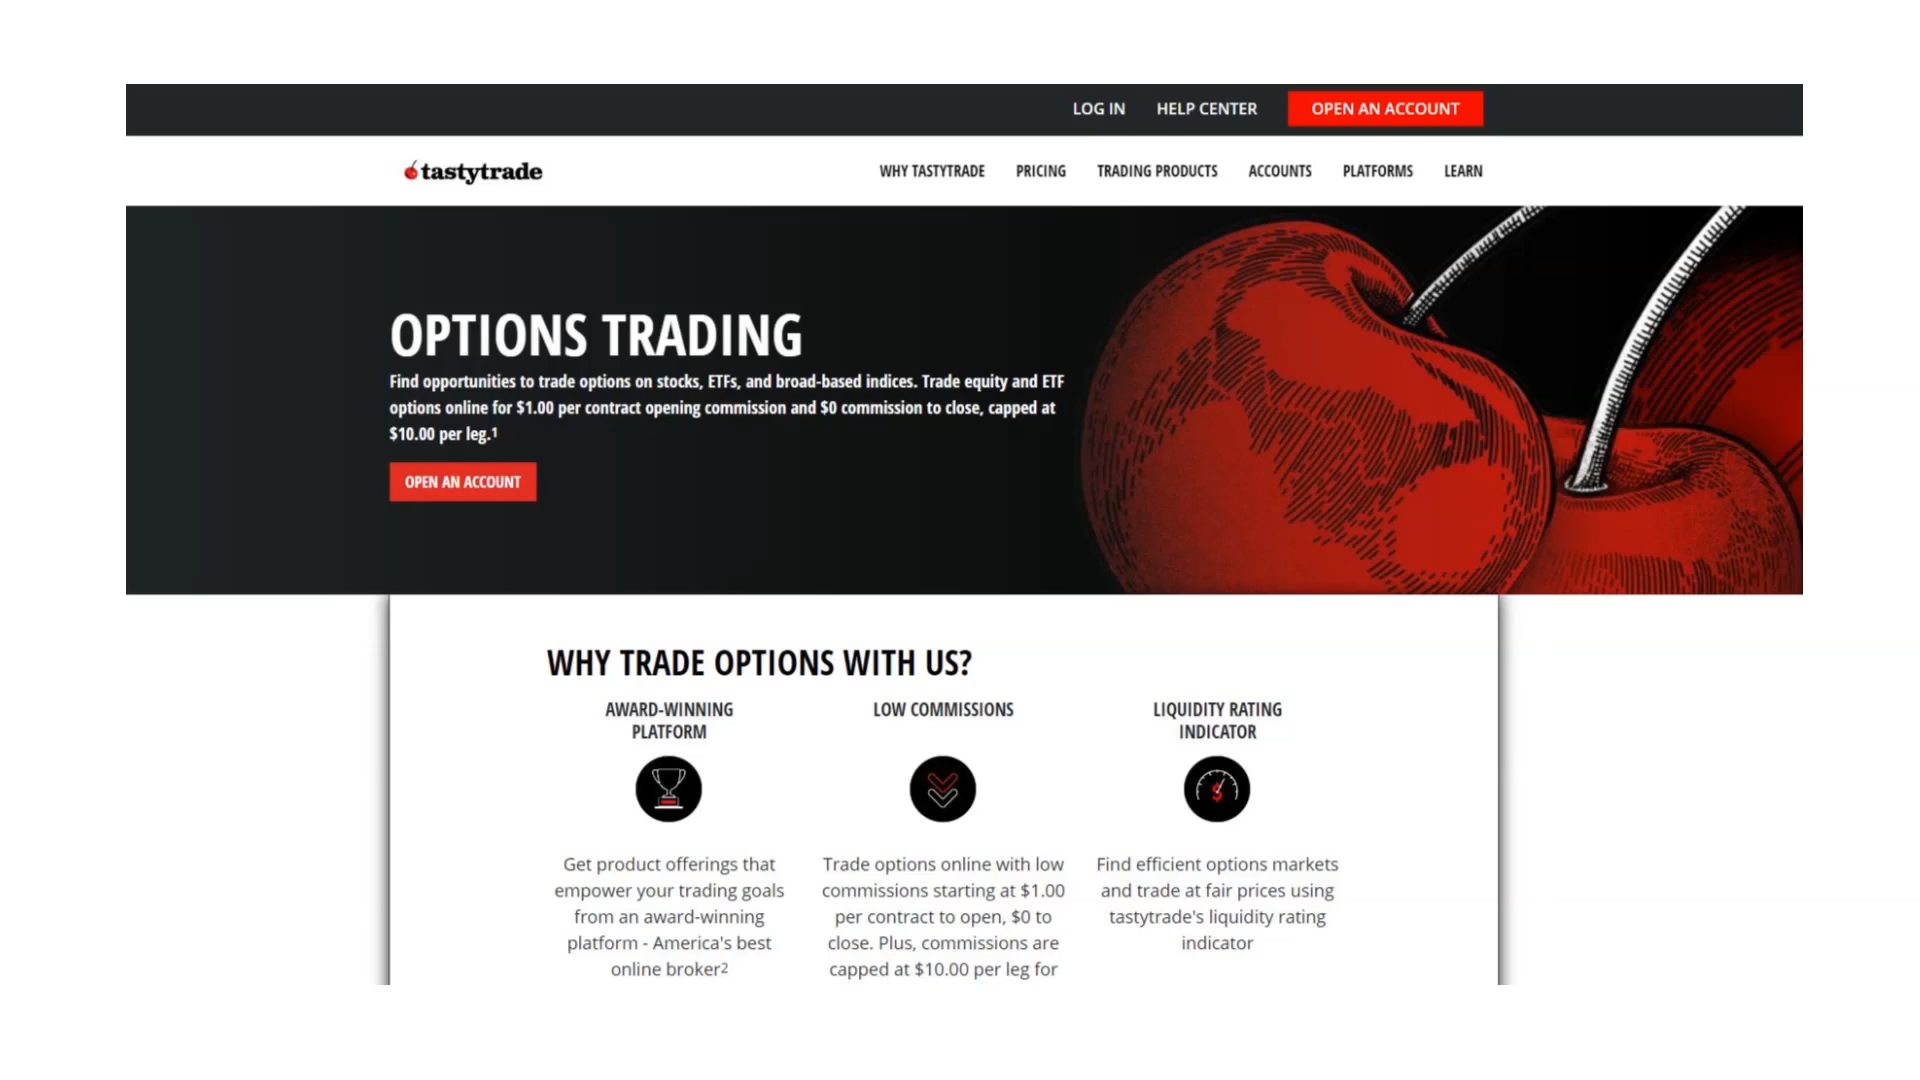 LOG IN HELP CENTER OPEN AN ACCOUNT
tastytrade WHY TASTYTRADE PRICING TRADING PRODUCTS ACCOUNTS PLATFORMS LEARN
OPTIONS TRADING
Find opportunities to trade options on stocks, ETFs, and broad-based indices. Trade equity and ETF
options online for $1.00 per contract opening commission and $0 commission to close, capped at
$10.00 per leg.1
OPEN AN ACCOUNT
WHY TRADE OPTIONS WITH US?
AWARD-WINNING
PLATFORM
Get product offerings that
empower your trading goals
from an award-winning
platform - America's best
online broker2
LOW COMMISSIONS
Trade options online with low
commissions starting at $1.00
per contract to open, $0 to
close. Plus, commissions are
capped at $10.00 per leg for
LIQUIDITY RATING
INDICATOR
$
Find efficient options markets
and trade at fair prices using
tastytrade's liquidity rating
indicator